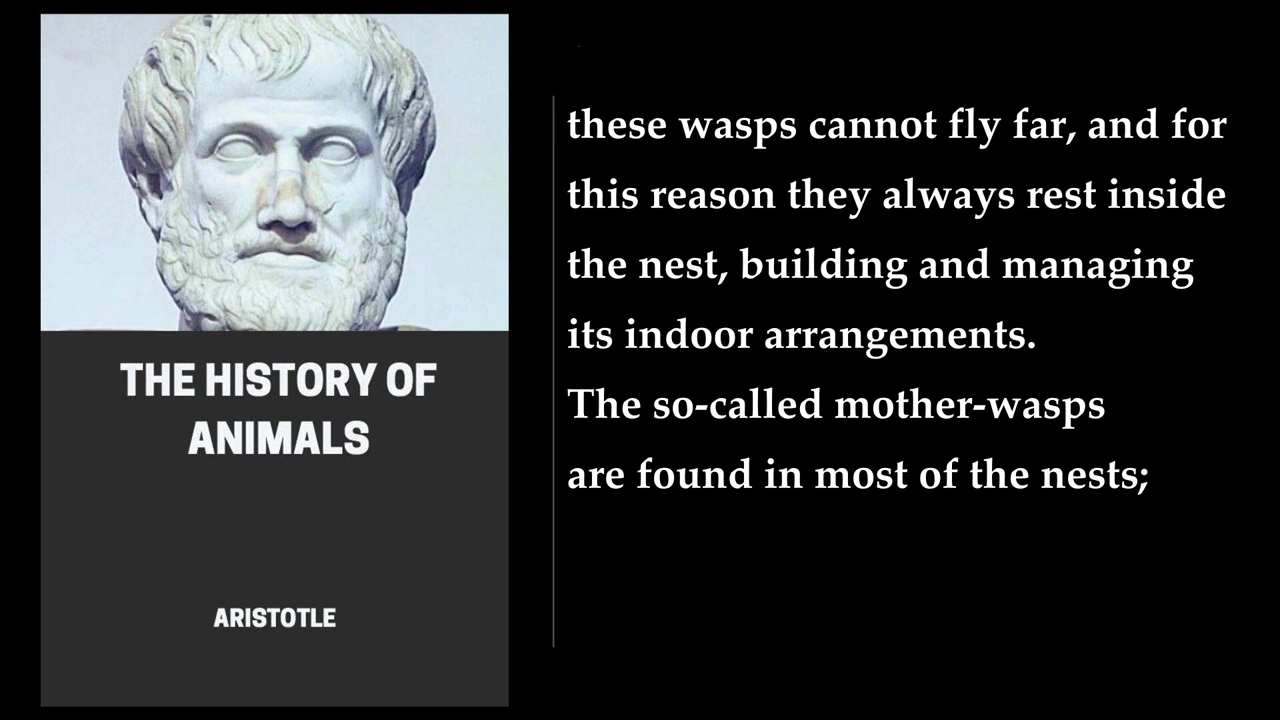 THE HISTORY OF
ANIMALS
ARISTOTLE
these wasps cannot fly far, and for
this reason they always rest inside
the nest, building and managing
its indoor arrangements.
The so-called mother-wasps
are found in most of the nests;